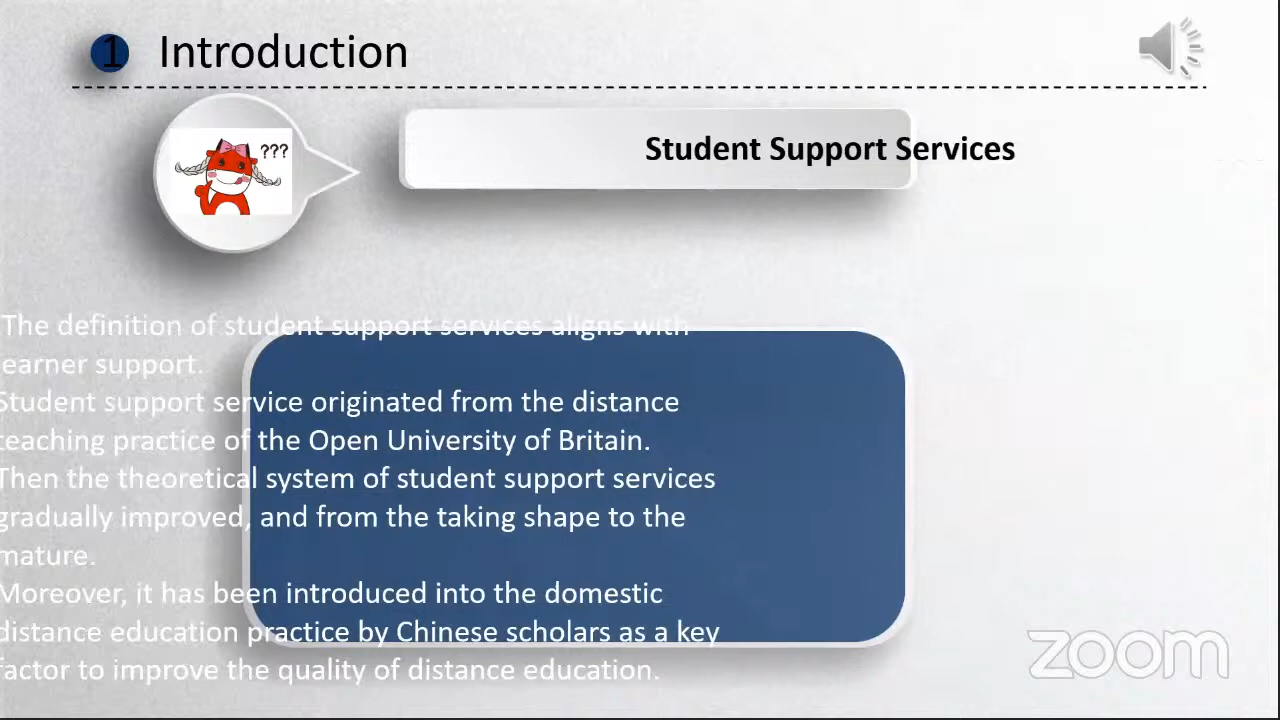 1 Introduction
???
Student Support Services
The definition of student support services aligns with
earner support.
Student support service originated from the distance
teaching practice of the Open University of Britain.
Then the theoretical system of student support services
gradually improved, and from the taking shape to the
mature.
Moreover, it has been introduced into the domestic
distance education practice by Chinese scholars as a key
factor to improve the quality of distance education.
zoom